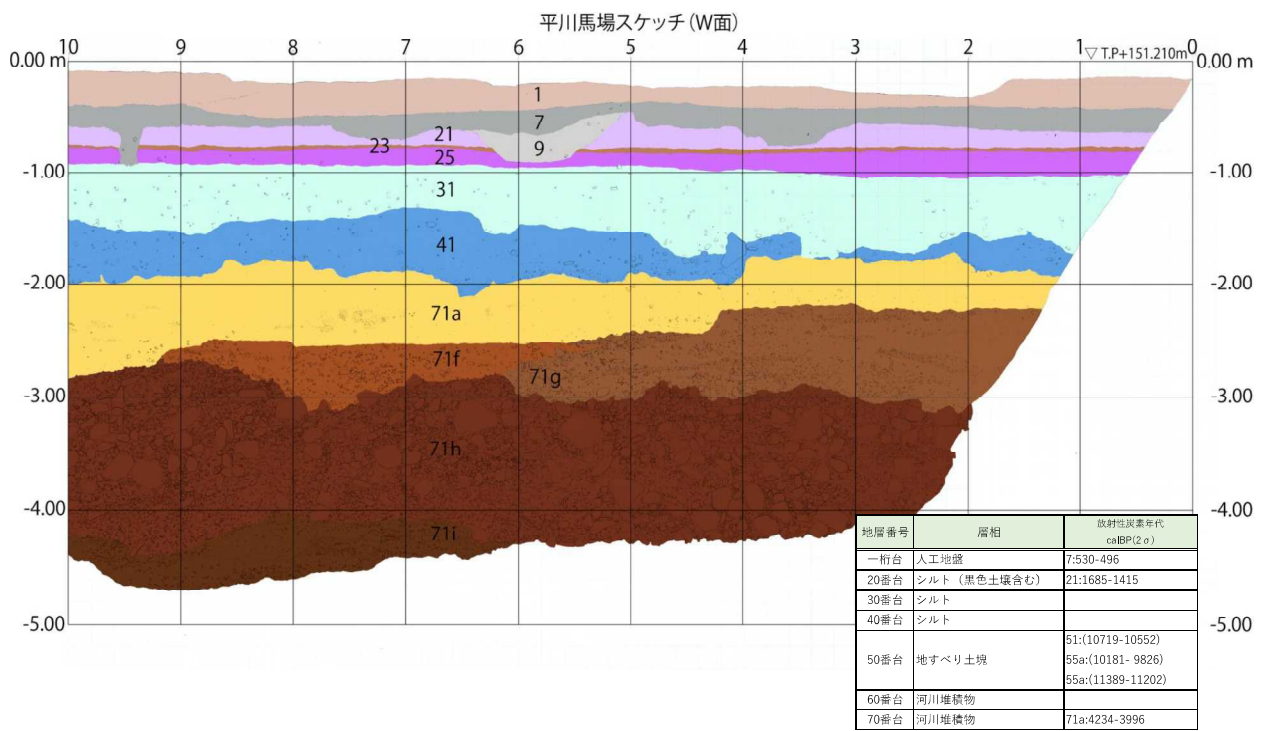 平川馬場スケッチ(W面)
10 9 8 7 6 5 4 3 2 1 0
▽ T.P+151.210m
0.00 m 0.00 m
1
7
21
23 9
25
-1.00 -1.00
31
41
-2.00 -2.00
71a
71f
71g
-3.00 -3.00
71h
-4.00 -4.00
71i
-5.00 -5.00
地層番号 層相 放射性炭素年代
calBP(2σ)
一桁台 人工地盤 7:530-496
20番台 シルト（黒色土壌含む） 21:1685-1415
30番台 シルト
40番台 シルト
50番台 地すべり土塊 51:(10719-10552)
55a:(10181- 9826)
55a:(11389-11202)
60番台 河川堆積物
70番台 河川堆積物 71a:4234-3996